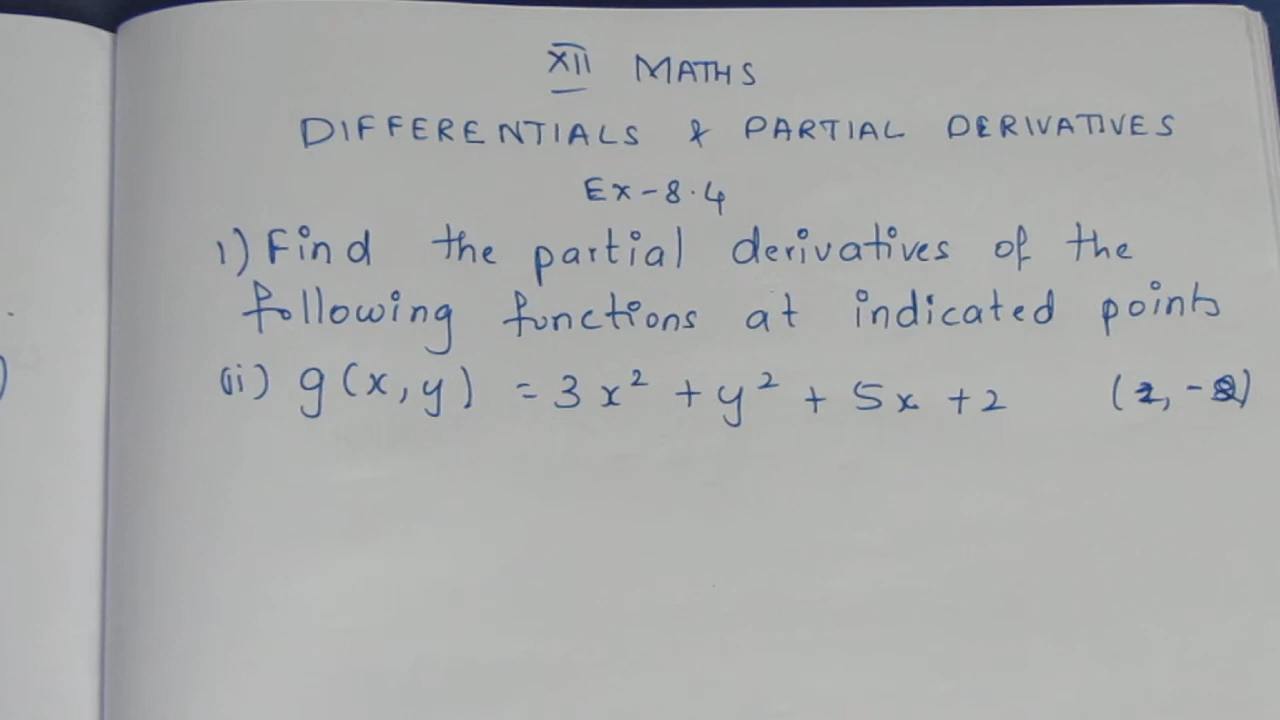 XII MATHS
DIFFERENTIALS & PARTIAL DERIVATIVES
Ex-8.4
1) Find the partial derivatives of the
following functions at indicated points
(ii) g(x,y) = 3x² + y² + 5x + 2 (2, -
)